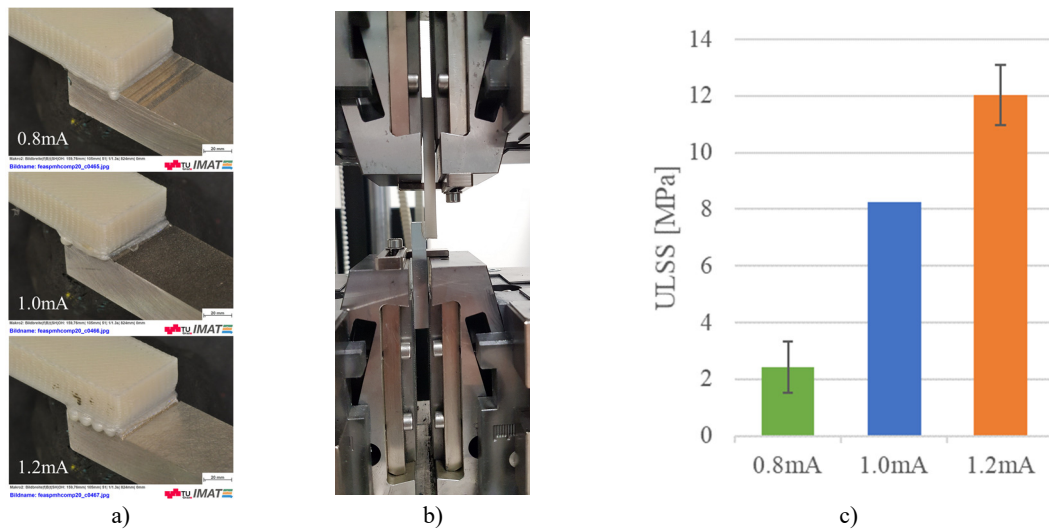 0.8mA
20 mm
Bildname: feaspmhcomp20_c0465.jpg
TU
IMAT
1.0mA
20 mm
Bildname: feaspmhcomp20_c0466.jpg
TU
IMAT
1.2mA
20 mm
Bildname: feaspmhcomp20_c0467.jpg
TU
IMAT
a)
b)
ULSS [MPa]
14
12
10
8
6
4
2
0
0.8mA 1.0mA 1.2mA
c)